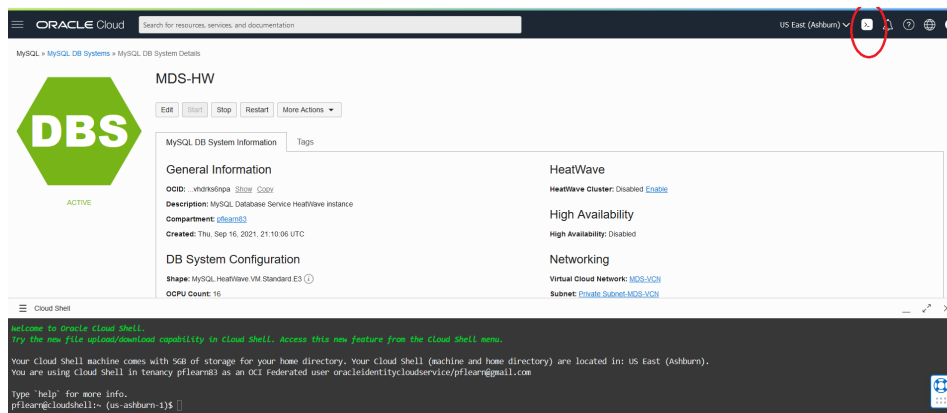 ORACLE Cloud
Search for resources, services, and documentation
US East (Ashburn)
MySQL » MySQL DB Systems » MySQL DB System Details
DBS
ACTIVE
MDS-HW
Edit
Start
Stop
Restart
More Actions
MySQL DB System Information
Tags
General Information
OCID: ...vhdrks6npa Show Copy
Description: MySQL Database Service HeatWave instance
Compartment: pflearn83
Created: Thu, Sep 16, 2021, 21:10:06 UTC
DB System Configuration
Shape: MySQL.HeatWave.VM.Standard.E3
OCPU Count: 16
HeatWave
HeatWave Cluster: Disabled Enable
High Availability
High Availability: Disabled
Networking
Virtual Cloud Network: MDS-VCN
Subnet: Private Subnet-MDS-VCN
Cloud Shell
Welcome to Oracle Cloud Shell.
Try the new file upload/download capability in Cloud Shell. Access this new feature from the Cloud Shell menu.
Your Cloud Shell machine comes with 5GB of storage for your home directory. Your Cloud Shell (machine and home directory) are located in: US East (Ashburn).
You are using Cloud Shell in tenancy pflearn83 as an OCI Federated user oracleidentitycloudservice/pflearn@gmail.com
Type `help` for more info.
pflearn@cloudshell:~ (us-ashburn-1)$